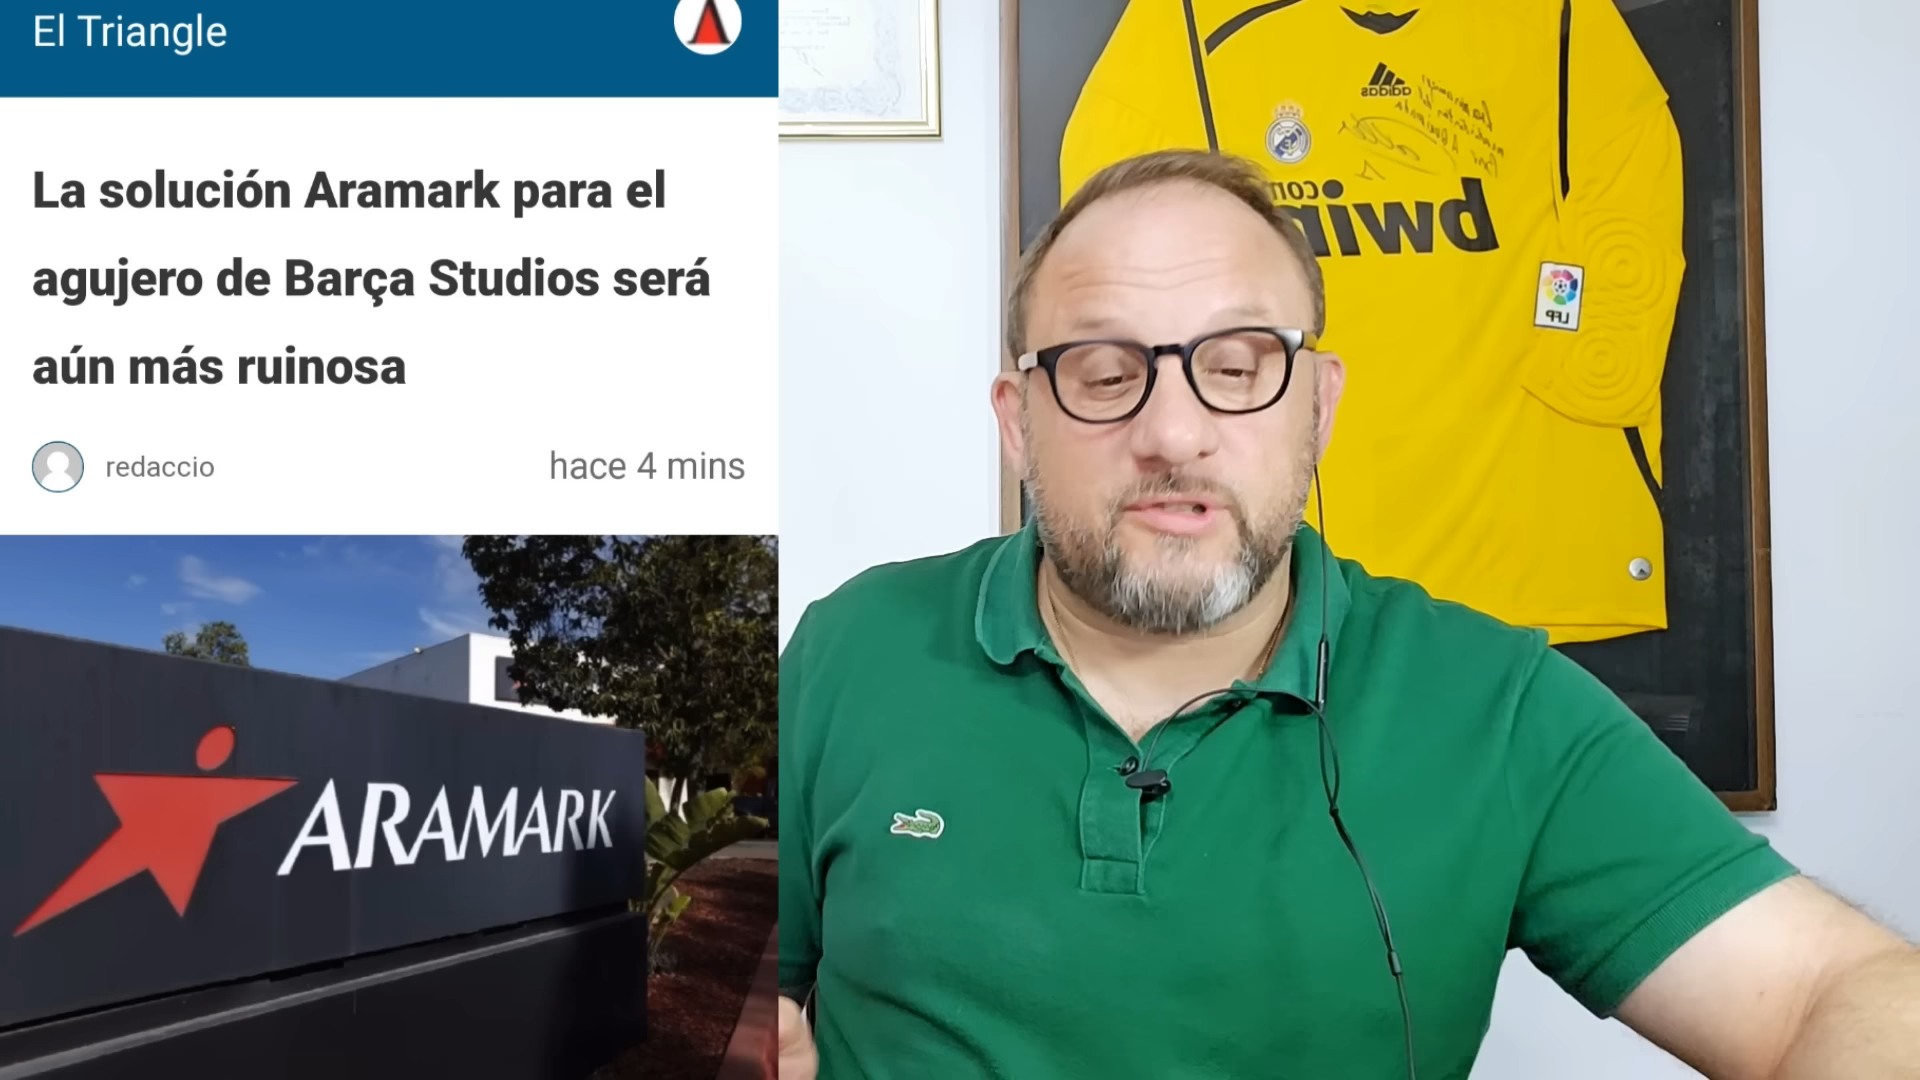 El Triangle
La solución Aramark para el
agujero de Barça Studios será
aún más ruinosa
redaccio
hace 4 mins
ARAMARK
adidas
bwin
.com
LFP